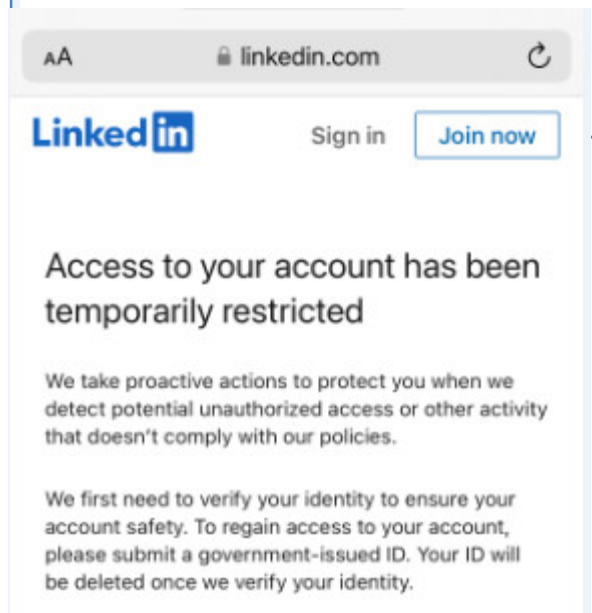 AA linkedin.com
Linked in Sign in Join now
Access to your account has been
temporarily restricted
We take proactive actions to protect you when we
detect potential unauthorized access or other activity
that doesn't comply with our policies.
We first need to verify your identity to ensure your
account safety. To regain access to your account,
please submit a government-issued ID. Your ID will
be deleted once we verify your identity.